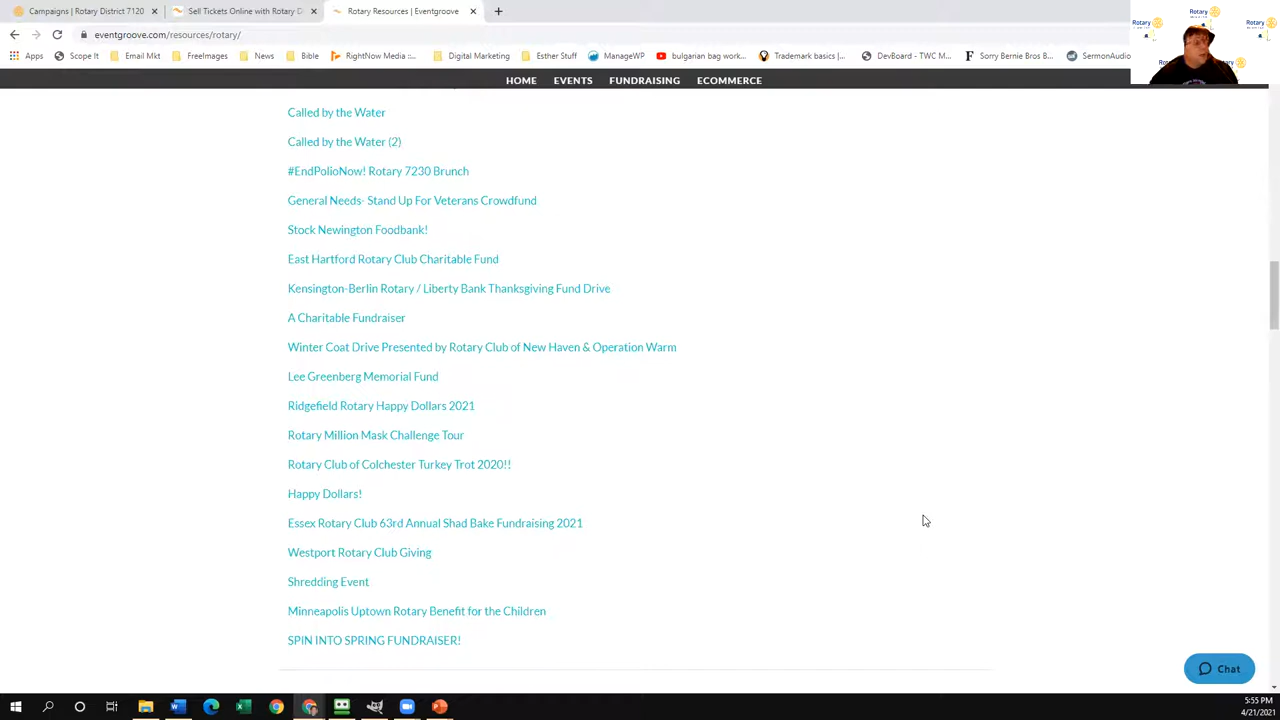 Campaigns | Rotary District 7120
Sell Tickets Online with Rotary D
Rotary Resources | Eventgroove
eventgroove.com/resources/rotary/
Apps Scope It Email Mkt FreeImages News Bible RightNow Media ::... Digital Marketing Esther Stuff ManageWP bulgarian bag work... Trademark basics |... DevBoard - TWC M... Sorry Bernie Bros B... SermonAudio
HOME EVENTS FUNDRAISING ECOMMERCE
Called by the Water
Called by the Water (2)
#EndPolioNow! Rotary 7230 Brunch
General Needs- Stand Up For Veterans Crowdfund
Stock Newington Foodbank!
East Hartford Rotary Club Charitable Fund
Kensington-Berlin Rotary / Liberty Bank Thanksgiving Fund Drive
A Charitable Fundraiser
Winter Coat Drive Presented by Rotary Club of New Haven & Operation Warm
Lee Greenberg Memorial Fund
Ridgefield Rotary Happy Dollars 2021
Rotary Million Mask Challenge Tour
Rotary Club of Colchester Turkey Trot 2020!!
Happy Dollars!
Essex Rotary Club 63rd Annual Shad Bake Fundraising 2021
Westport Rotary Club Giving
Shredding Event
Minneapolis Uptown Rotary Benefit for the Children
SPIN INTO SPRING FUNDRAISER!
Chat
5:55 PM
4/21/2021
Rotary
Rotary
Rotary